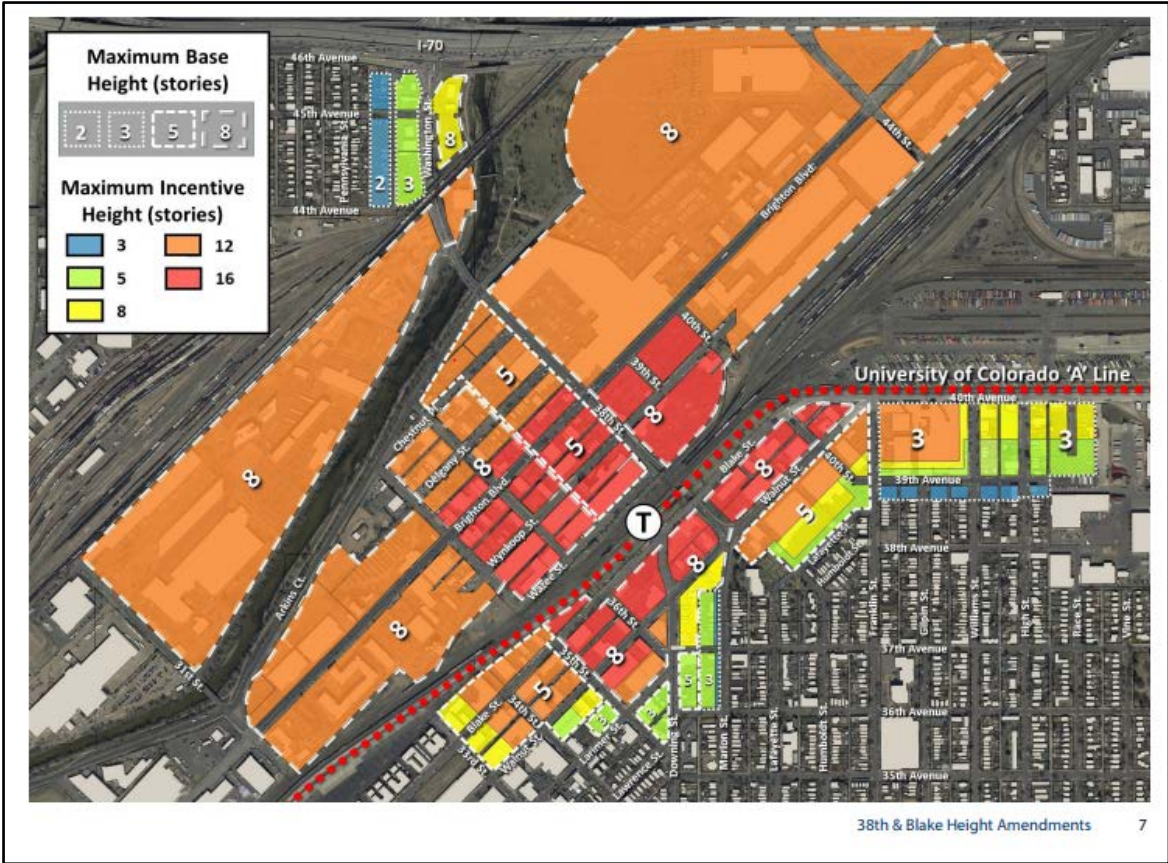 Maximum Base
Height (stories)
2 3 5 8
Maximum Incentive
Height (stories)
3 12
5 16
8
I-70
46th Avenue
45th Avenue
Pennsylvania St.
Washington St.
44th Avenue
8
2
3
8
44th St.
Brighton Blvd.
8
40th St.
39th St.
38th St.
8
5
5
University of Colorado 'A' Line
40th Avenue
Chestnut
Delgany St.
8
Brighton Blvd.
Wynkoop St.
Wazee St.
T
Blake St.
8
Walnut St.
40th St.
5
3
3
39th Avenue
Lafayette St.
Humboldt St.
38th Avenue
Franklin St.
Gilpin St.
Williams St.
High St.
Race St.
Vine St.
Arkins Ct.
31st St.
8
8
36th St.
8
37th Avenue
5
Blake St.
34th St.
33rd St.
Walnut St.
Larimer St.
Lawrence St.
3
3
5
3
Downing St.
Marion St.
Lafayette St.
Humboldt St.
36th Avenue
35th Avenue
38th & Blake Height Amendments 7